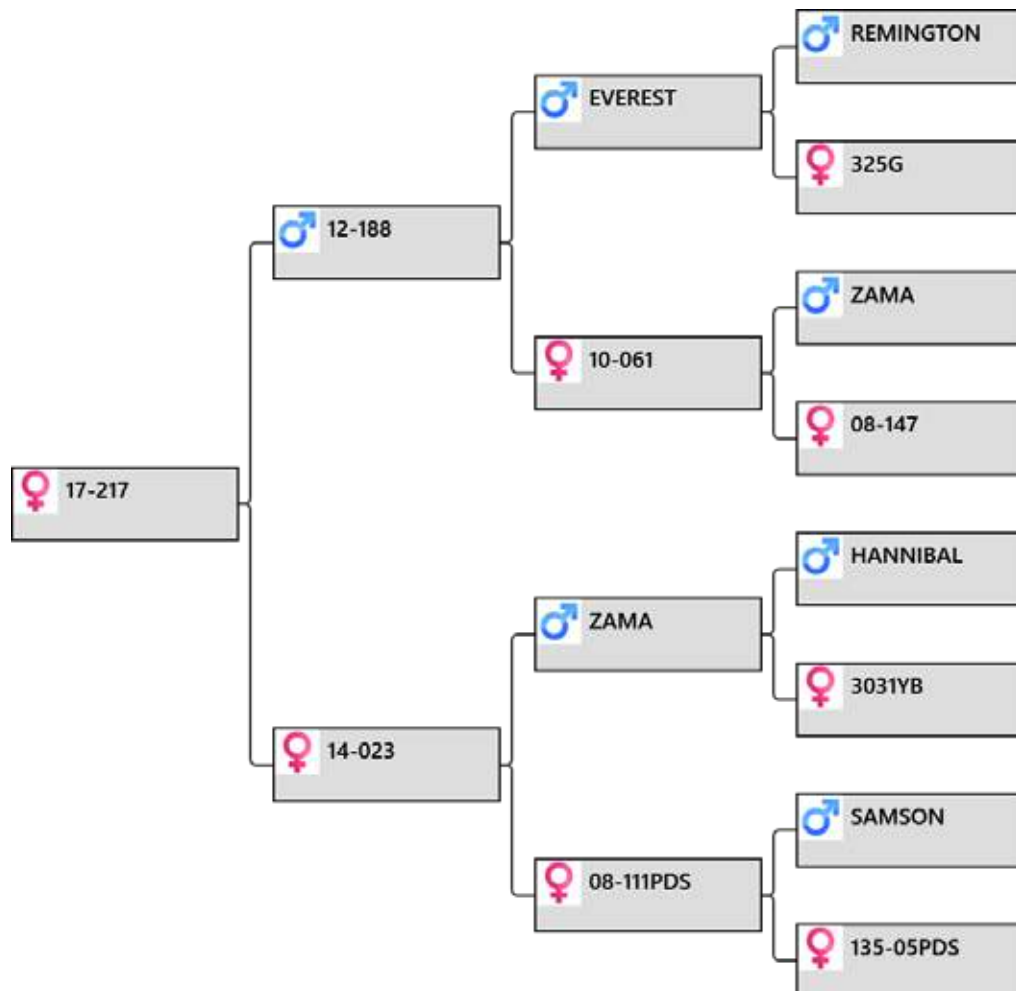 REMINGTON
EVEREST
325G
12-188
ZAMA
10-061
08-147
17-217
HANNIBAL
ZAMA
3031YB
14-023
SAMSON
08-111PDS
135-05PDS